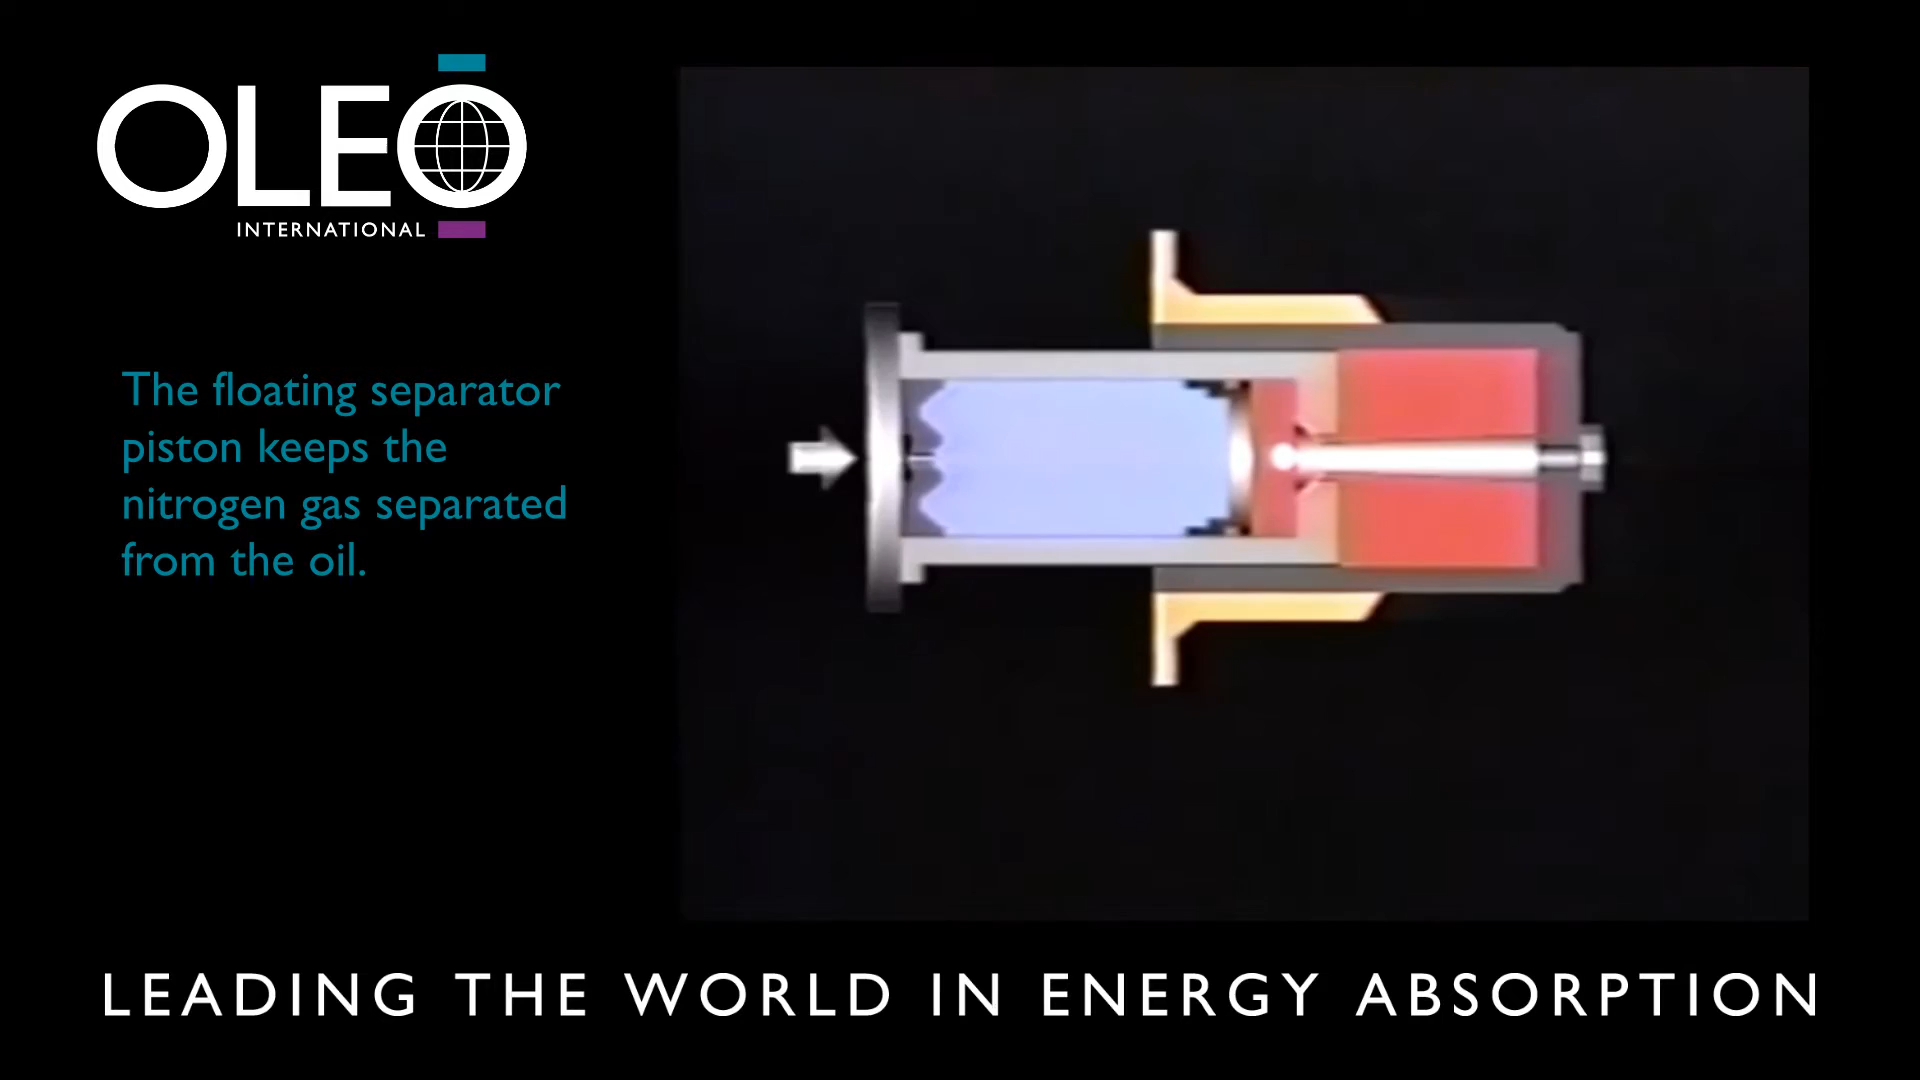 OLEO
INTERNATIONAL
The floating separator
piston keeps the
nitrogen gas separated
from the oil.
LEADING THE WORLD IN ENERGY ABSORPTION